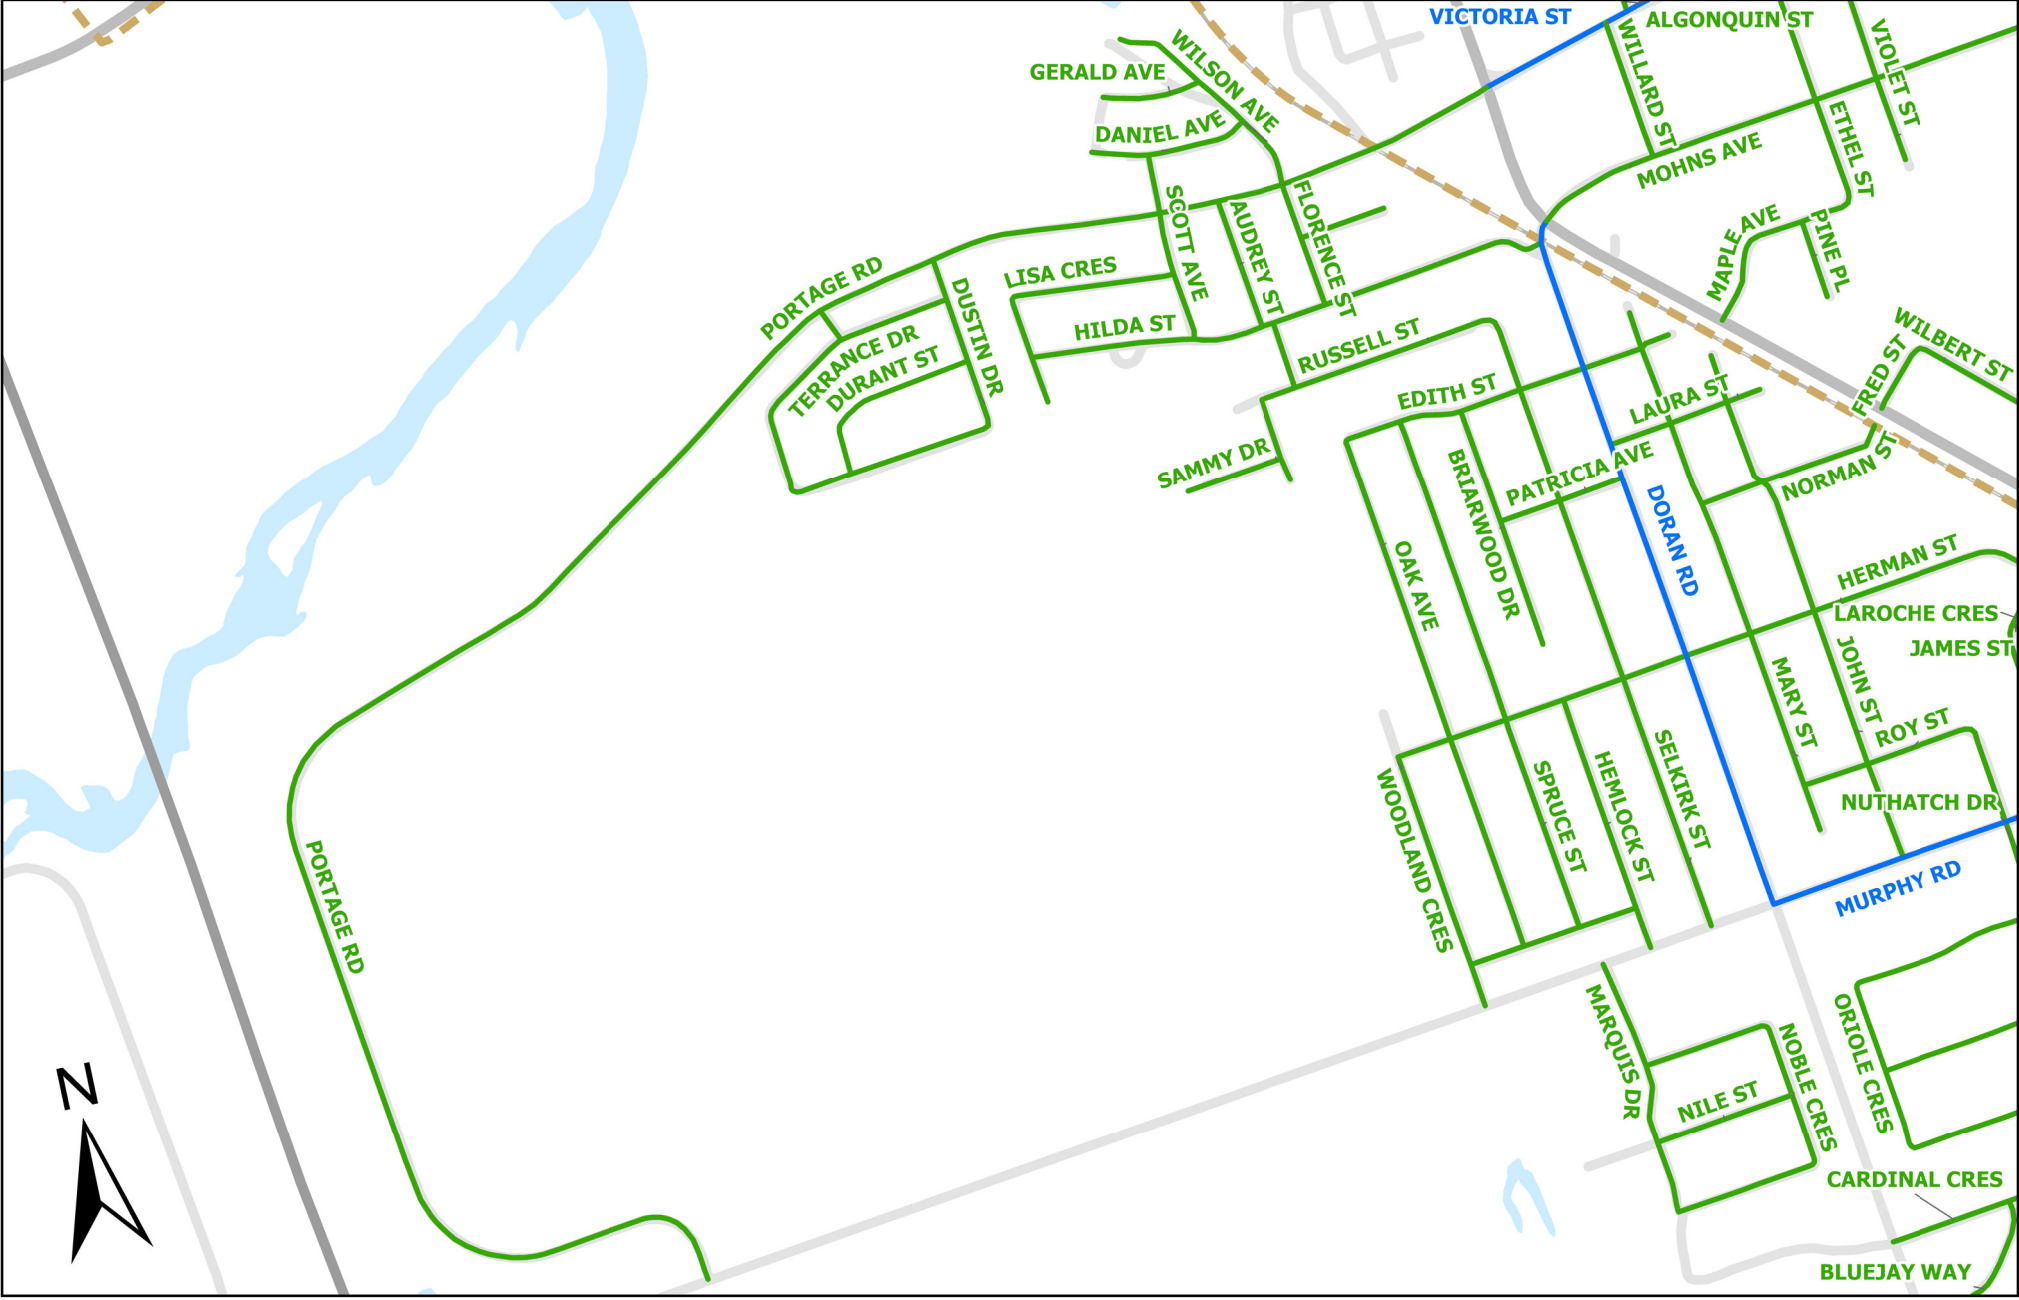 VICTORIA ST
ALGONQUIN ST
WILLARD ST
VIOLET ST
WILSON AVE
GERALD AVE
DANIEL AVE
ETHEL ST
MOHNS AVE
SCOTT AVE
AUDREY ST
FLORENCE ST
MAPLE AVE
PINE PL
PORTAGE RD
LISA CRES
DUSTIN DR
HILDA ST
TERRANCE DR
DURANT ST
RUSSELL ST
WILBERT ST
FRED ST
EDITH ST
LAURA ST
SAMMY DR
BRIARWOOD DR
PATRICIA AVE
NORMAN ST
DORAN RD
OAK AVE
HERMAN ST
LAROCHE CRES
JAMES ST
JOHN ST
MARY ST
ROY ST
SELKIRK ST
HEMLOCK ST
SPRUCE ST
WOODLAND CRES
NUTHATCH DR
PORTAGE RD
MURPHY RD
MARQUIS DR
ORIOLE CRES
NOBLE CRES
NILE ST
N
CARDINAL CRES
BLUEJAY WAY